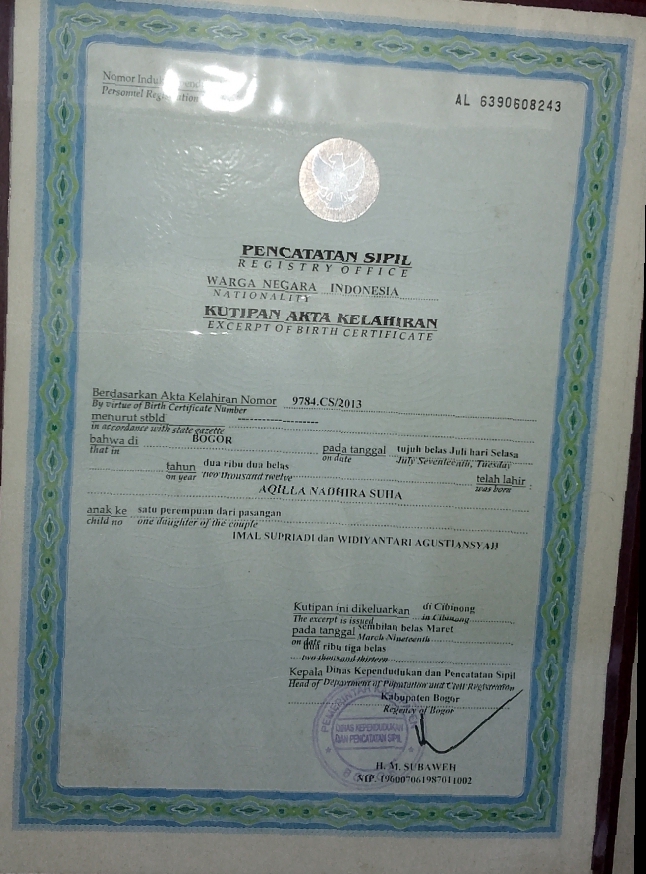 Nomor Induk
Personnel Registration
AL 6390608243
PENCATATAN SIPIL
REGISTRY OFFICE
WARGA NEGARA INDONESIA
NATIONALITY
KUTIPAN AKTA KELAHIRAN
EXCERPT OF BIRTH CERTIFICATE
Berdasarkan Akta Kelahiran Nomor 9784.CS/2013
By virtue of Birth Certificate Number
menurut stbld --------------------
in accordance with state gazette
bahwa di BOGOR pada tanggal tujuh belas Juli hari Selasa
that in on date July Seventeenth, Tuesday
tahun dua ribu dua belas telah lahir :
on year two thousand twelve was born
AQILLA NADHIRA SUHA
anak ke satu perempuan dari pasangan
child no one daughter of the couple
IMAL SUPRIADI dan WIDIYANTARI AGUSTIANSYAH
Kutipan ini dikeluarkan di Cibinong
The excerpt is issued in Cibinong
pada tanggal sembilan belas Maret
on date March Nineteenth
dua ribu tiga belas
two thousand thirteen
Kepala Dinas Kependudukan dan Pencatatan Sipil
Head of Department of Population and Civil Registration
Kabupaten Bogor
Regency of Bogor
DINAS KEPENDUDUKAN
DAN PENCATATAN SIPIL
H. M. SUBAWEH
NIP. 196007061987011002